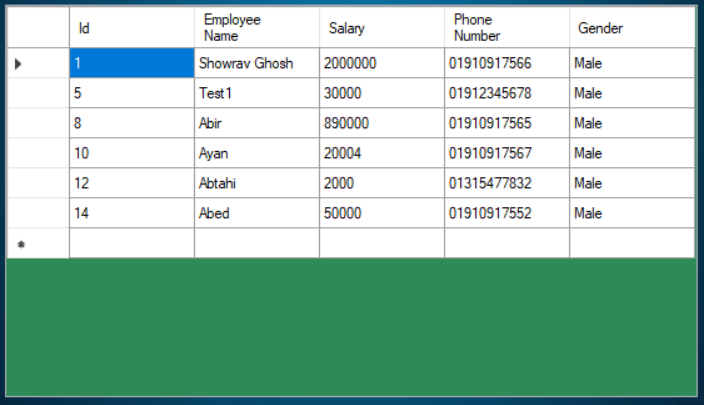 Id Employee Name Salary Phone Number Gender
1 Showrav Ghosh 2000000 01910917566 Male
5 Test1 30000 01912345678 Male
8 Abir 890000 01910917565 Male
10 Ayan 20004 01910917567 Male
12 Abtahi 2000 01315477832 Male
14 Abed 50000 01910917552 Male